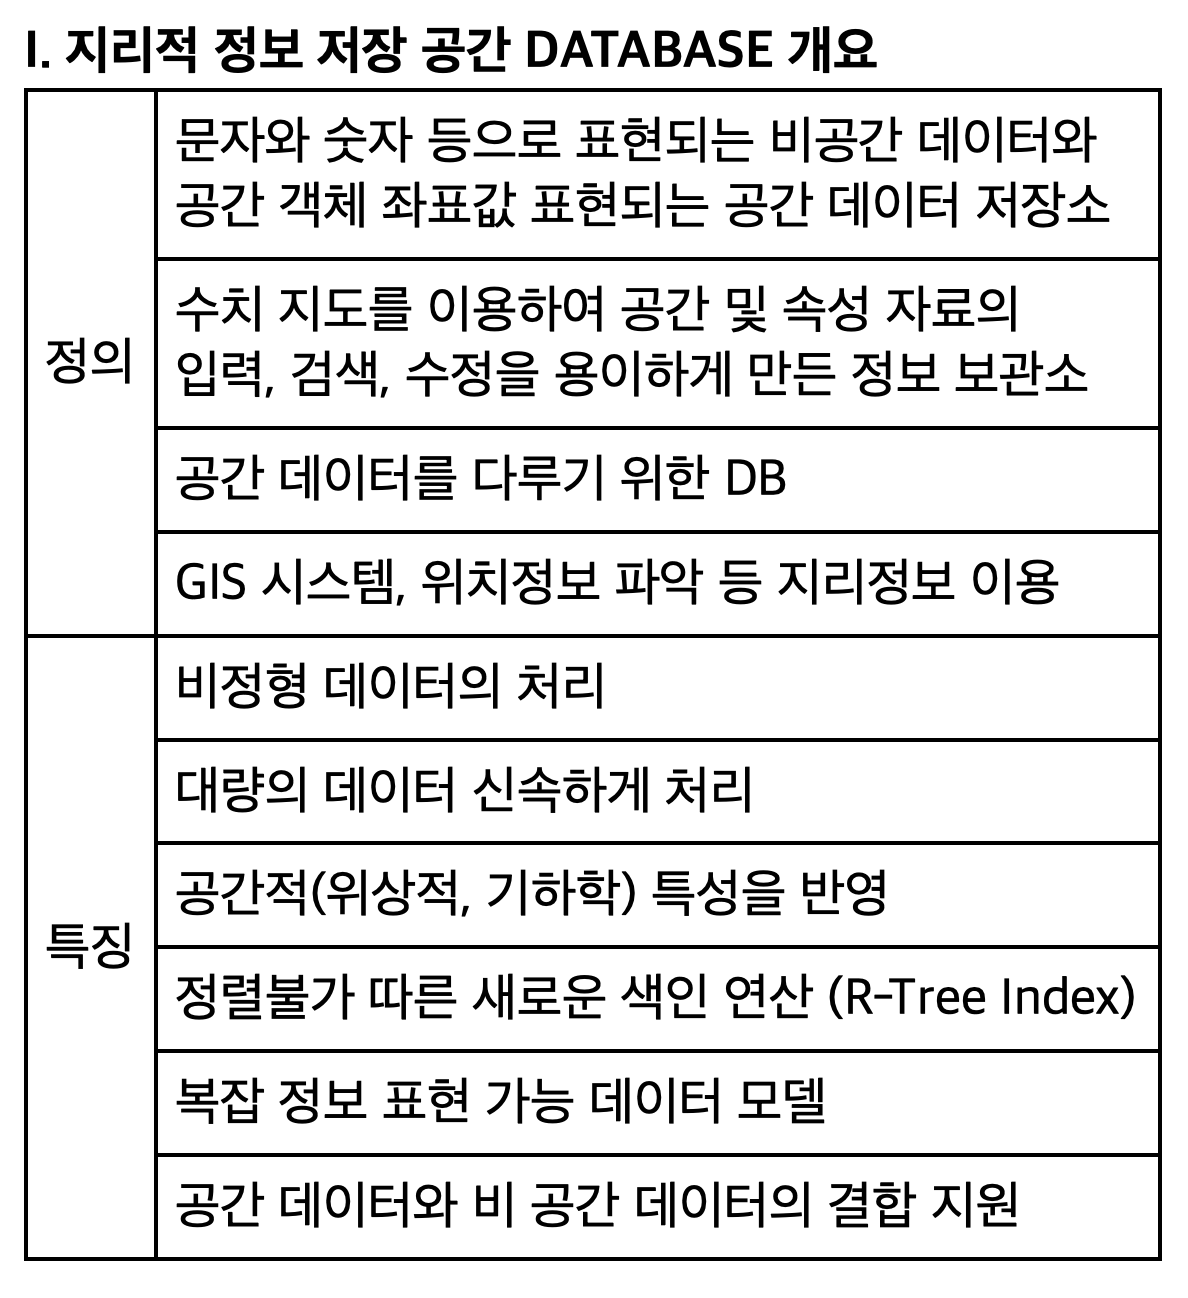 I. 지리적 정보 저장 공간 DATABASE 개요
정의
문자와 숫자 등으로 표현되는 비공간 데이터와
공간 객체 좌표값 표현되는 공간 데이터 저장소
수치 지도를 이용하여 공간 및 속성 자료의
입력, 검색, 수정을 용이하게 만든 정보 보관소
공간 데이터를 다루기 위한 DB
GIS 시스템, 위치정보 파악 등 지리정보 이용
특징
비정형 데이터의 처리
대량의 데이터 신속하게 처리
공간적(위상적, 기하학) 특성을 반영
정렬불가 따른 새로운 색인 연산 (R-Tree Index)
복잡 정보 표현 가능 데이터 모델
공간 데이터와 비 공간 데이터의 결합 지원